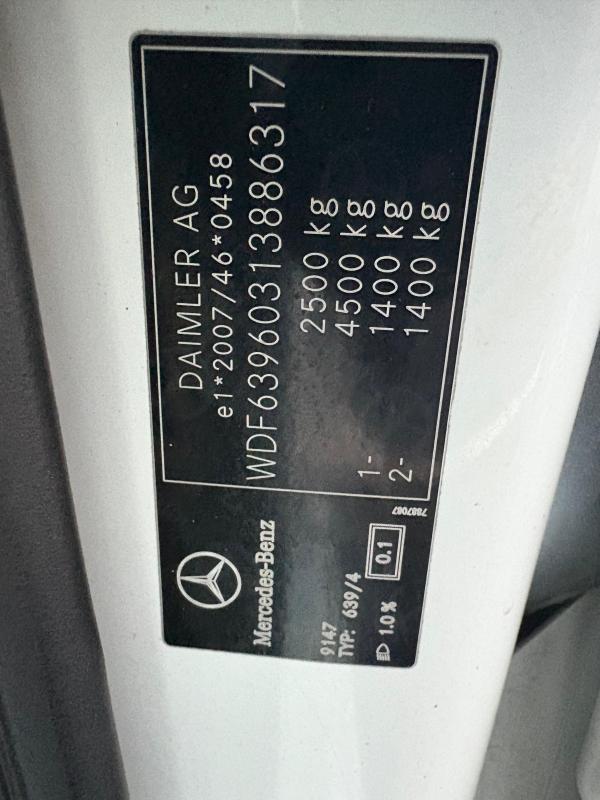 DAIMLER AG
e1*2007/46*0458
WDF63960313886317
2500 kg
4500 kg
1- 1400 kg
2- 1400 kg
Mercedes-Benz
9147
TYP: 639/4
1.0 % 0.1
7887087